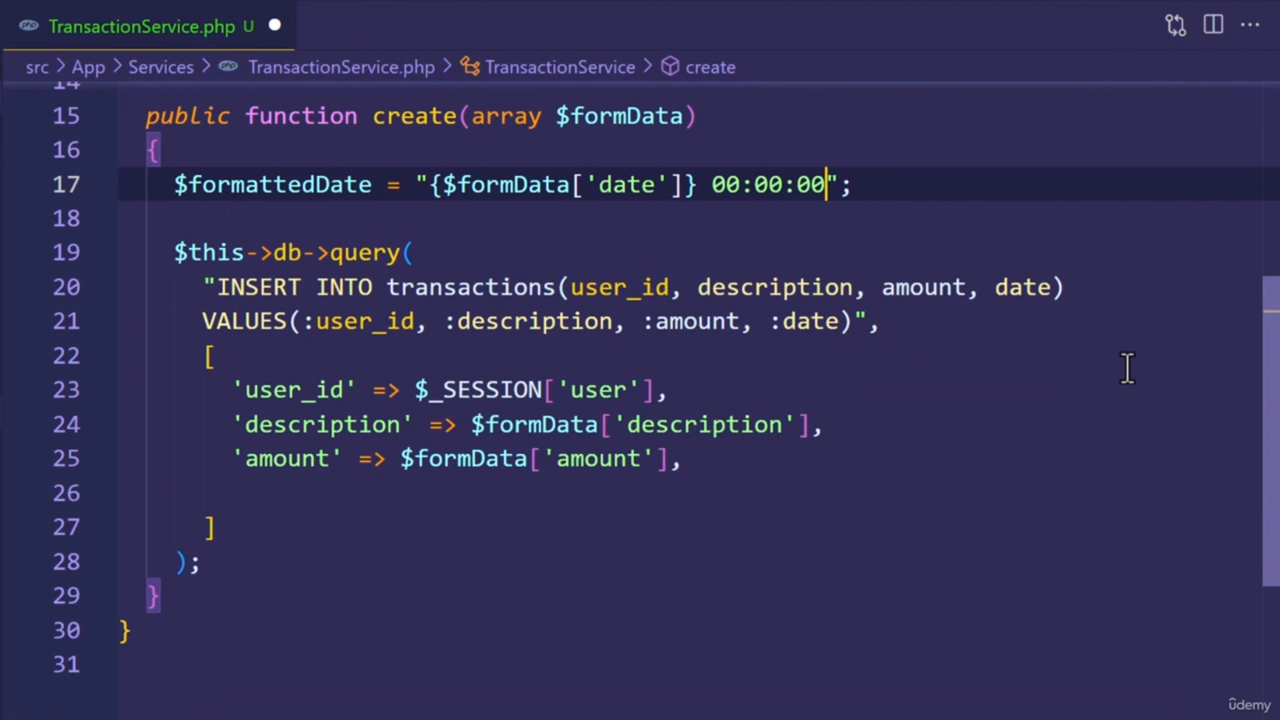 php TransactionService.php U
src > App > Services > php TransactionService.php > TransactionService > create
14
15 public function create(array $formData)
16 {
17 $formattedDate = "{$formData['date']} 00:00:00";
18
19 $this->db->query(
20 "INSERT INTO transactions(user_id, description, amount, date)
21 VALUES(:user_id, :description, :amount, :date)",
22 [
23 'user_id' => $_SESSION['user'],
24 'description' => $formData['description'],
25 'amount' => $formData['amount'],
26
27 ]
28 );
29 }
30 }
31
ûdemy